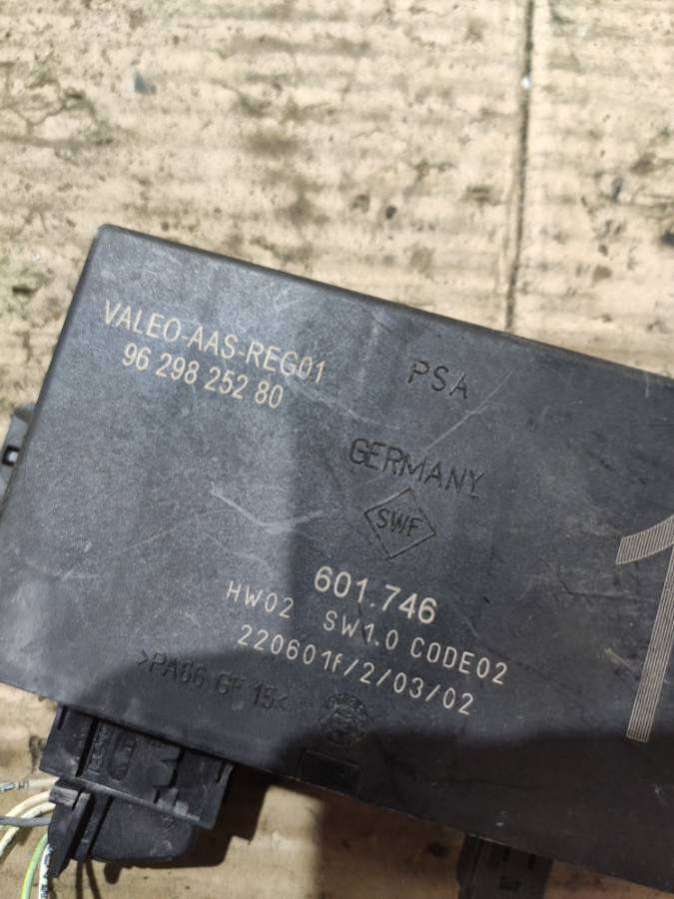 VALEO-AAS-REG01
96 298 252 80
PSA
GERMANY
SWF
601.746
HW02 SW1.0 CODE02
220601f/2/03/02
>PA66 GF 15<
1